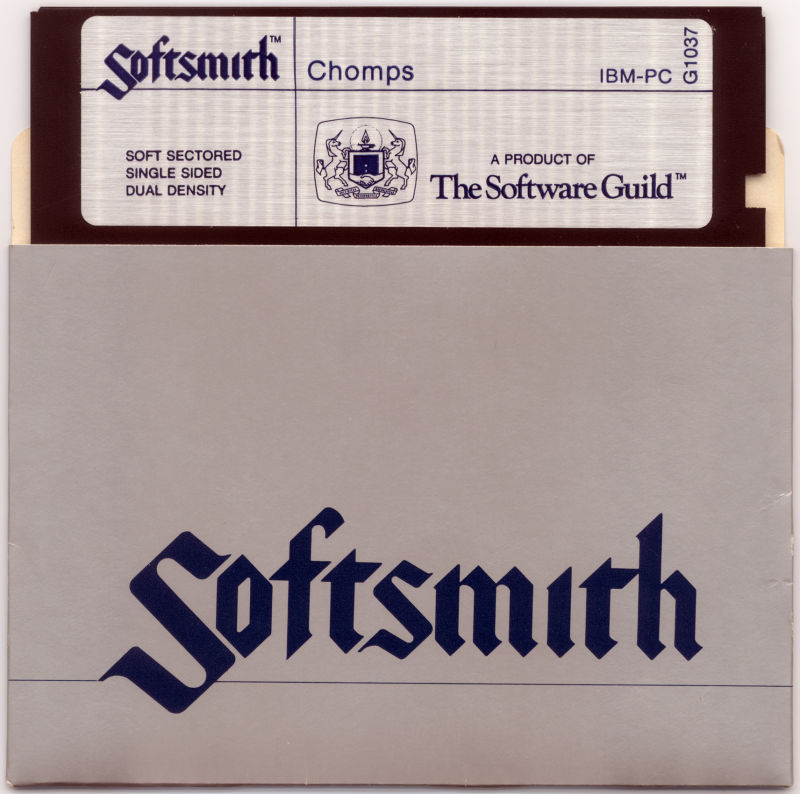 Softsmith™
Chomps
IBM-PC
G1037
SOFT SECTORED
SINGLE SIDED
DUAL DENSITY
A PRODUCT OF
The Software Guild™
Softsmith